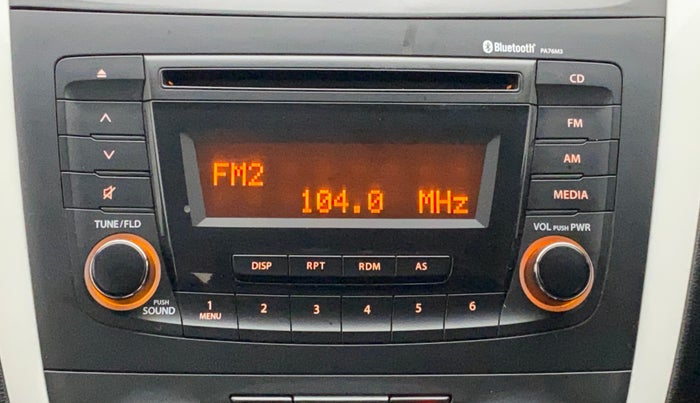 Bluetooth® PA76M3
CD
FM
FM2
AM
104.0 MHz
MEDIA
TUNE/FLD
VOL PUSH PWR
DISP RPT RDM AS
PUSH SOUND
1 MENU 2 3 4 5 6